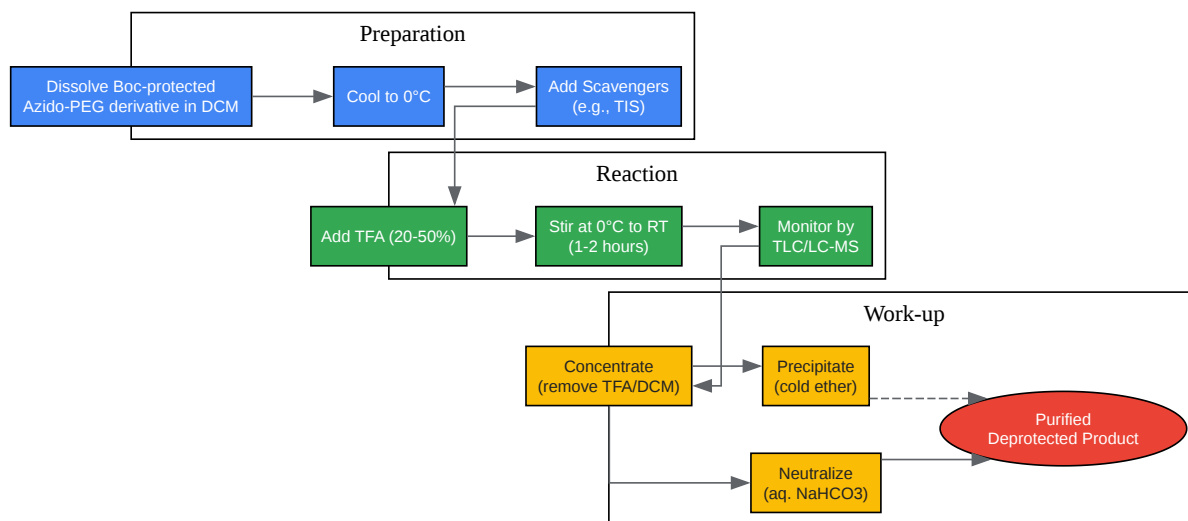 Preparation
Dissolve Boc-protected
Azido-PEG derivative in DCM
Cool to 0°C
Add Scavengers
(e.g., TIS)
Reaction
Add TFA (20-50%)
Stir at 0°C to RT
(1-2 hours)
Monitor by
TLC/LC-MS
Work-up
Concentrate
(remove TFA/DCM)
Precipitate
(cold ether)
Purified
Deprotected Product
Neutralize
(aq. NaHCO3)